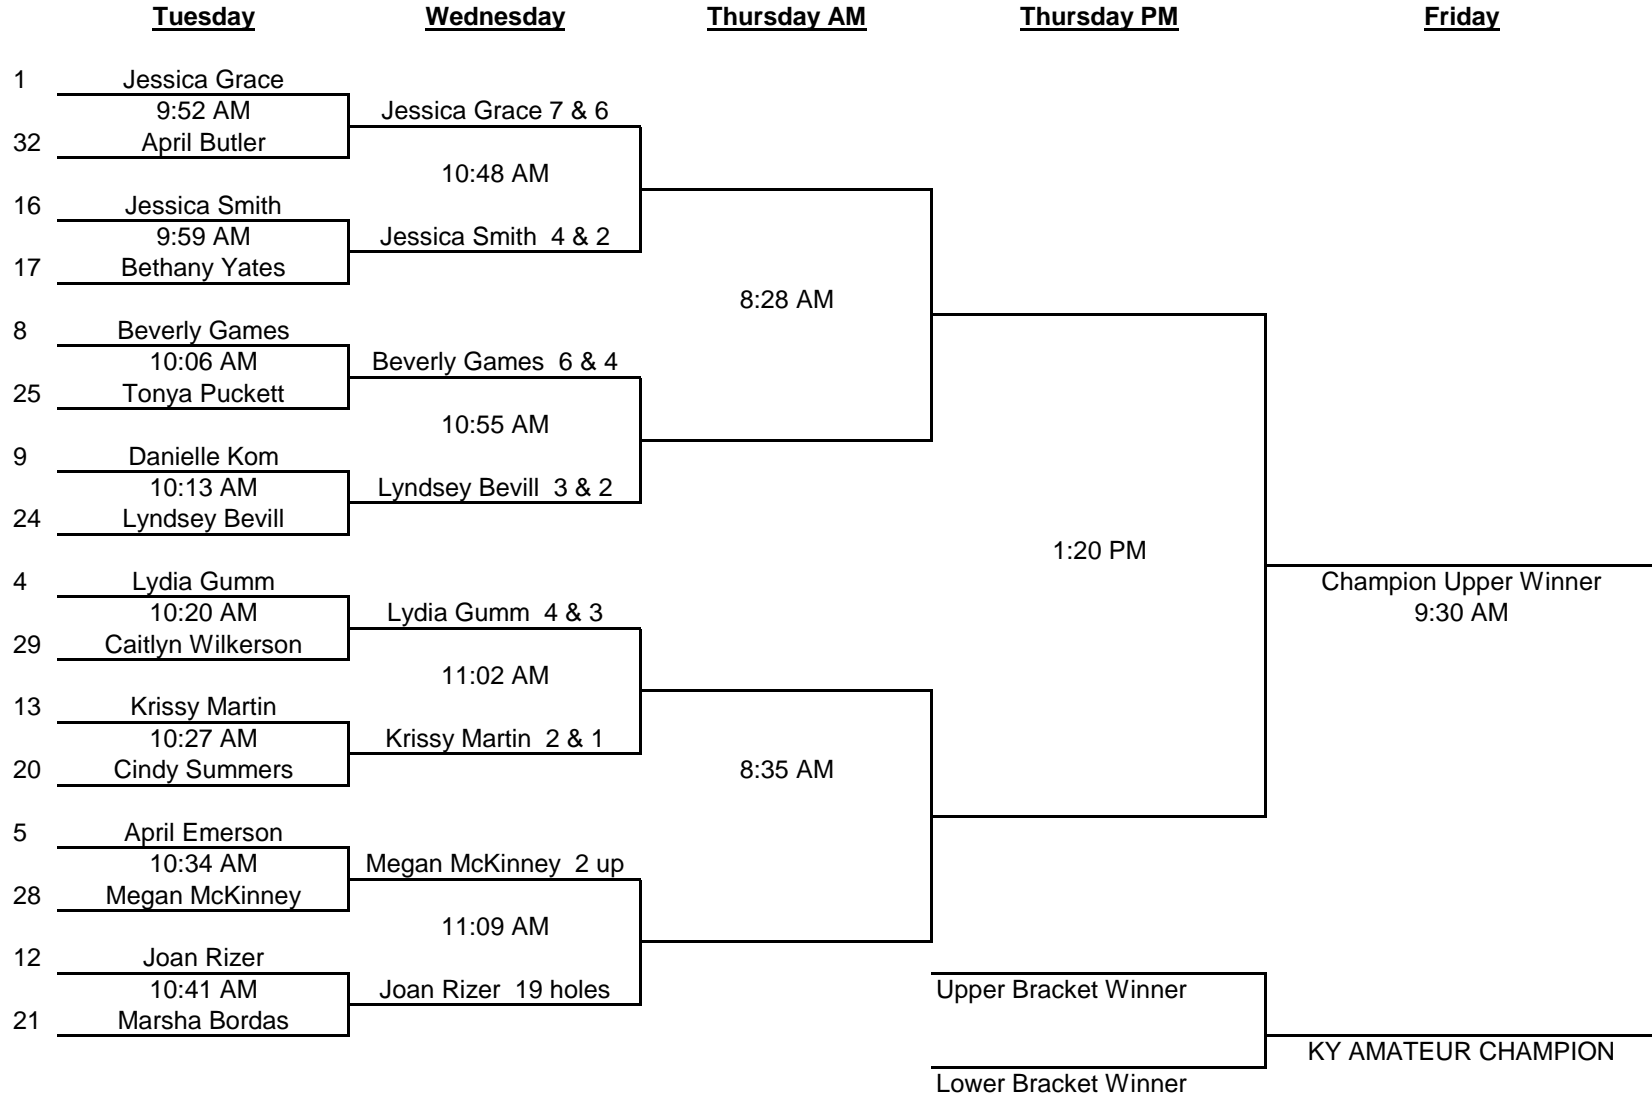 Tuesday Wednesday Thursday AM Thursday PM Friday
1 Jessica Grace
9:52 AM Jessica Grace 7 & 6
32 April Butler
10:48 AM
16 Jessica Smith
9:59 AM Jessica Smith 4 & 2
17 Bethany Yates
8:28 AM
8 Beverly Games
10:06 AM Beverly Games 6 & 4
25 Tonya Puckett
10:55 AM
9 Danielle Kom
10:13 AM Lyndsey Bevill 3 & 2
24 Lyndsey Bevill
1:20 PM
4 Lydia Gumm Champion Upper Winner
10:20 AM Lydia Gumm 4 & 3 9:30 AM
29 Caitlyn Wilkerson
11:02 AM
13 Krissy Martin
10:27 AM Krissy Martin 2 & 1
20 Cindy Summers 8:35 AM
5 April Emerson
10:34 AM Megan McKinney 2 up
28 Megan McKinney
11:09 AM
12 Joan Rizer
10:41 AM Joan Rizer 19 holes Upper Bracket Winner
21 Marsha Bordas
KY AMATEUR CHAMPION
Lower Bracket Winner